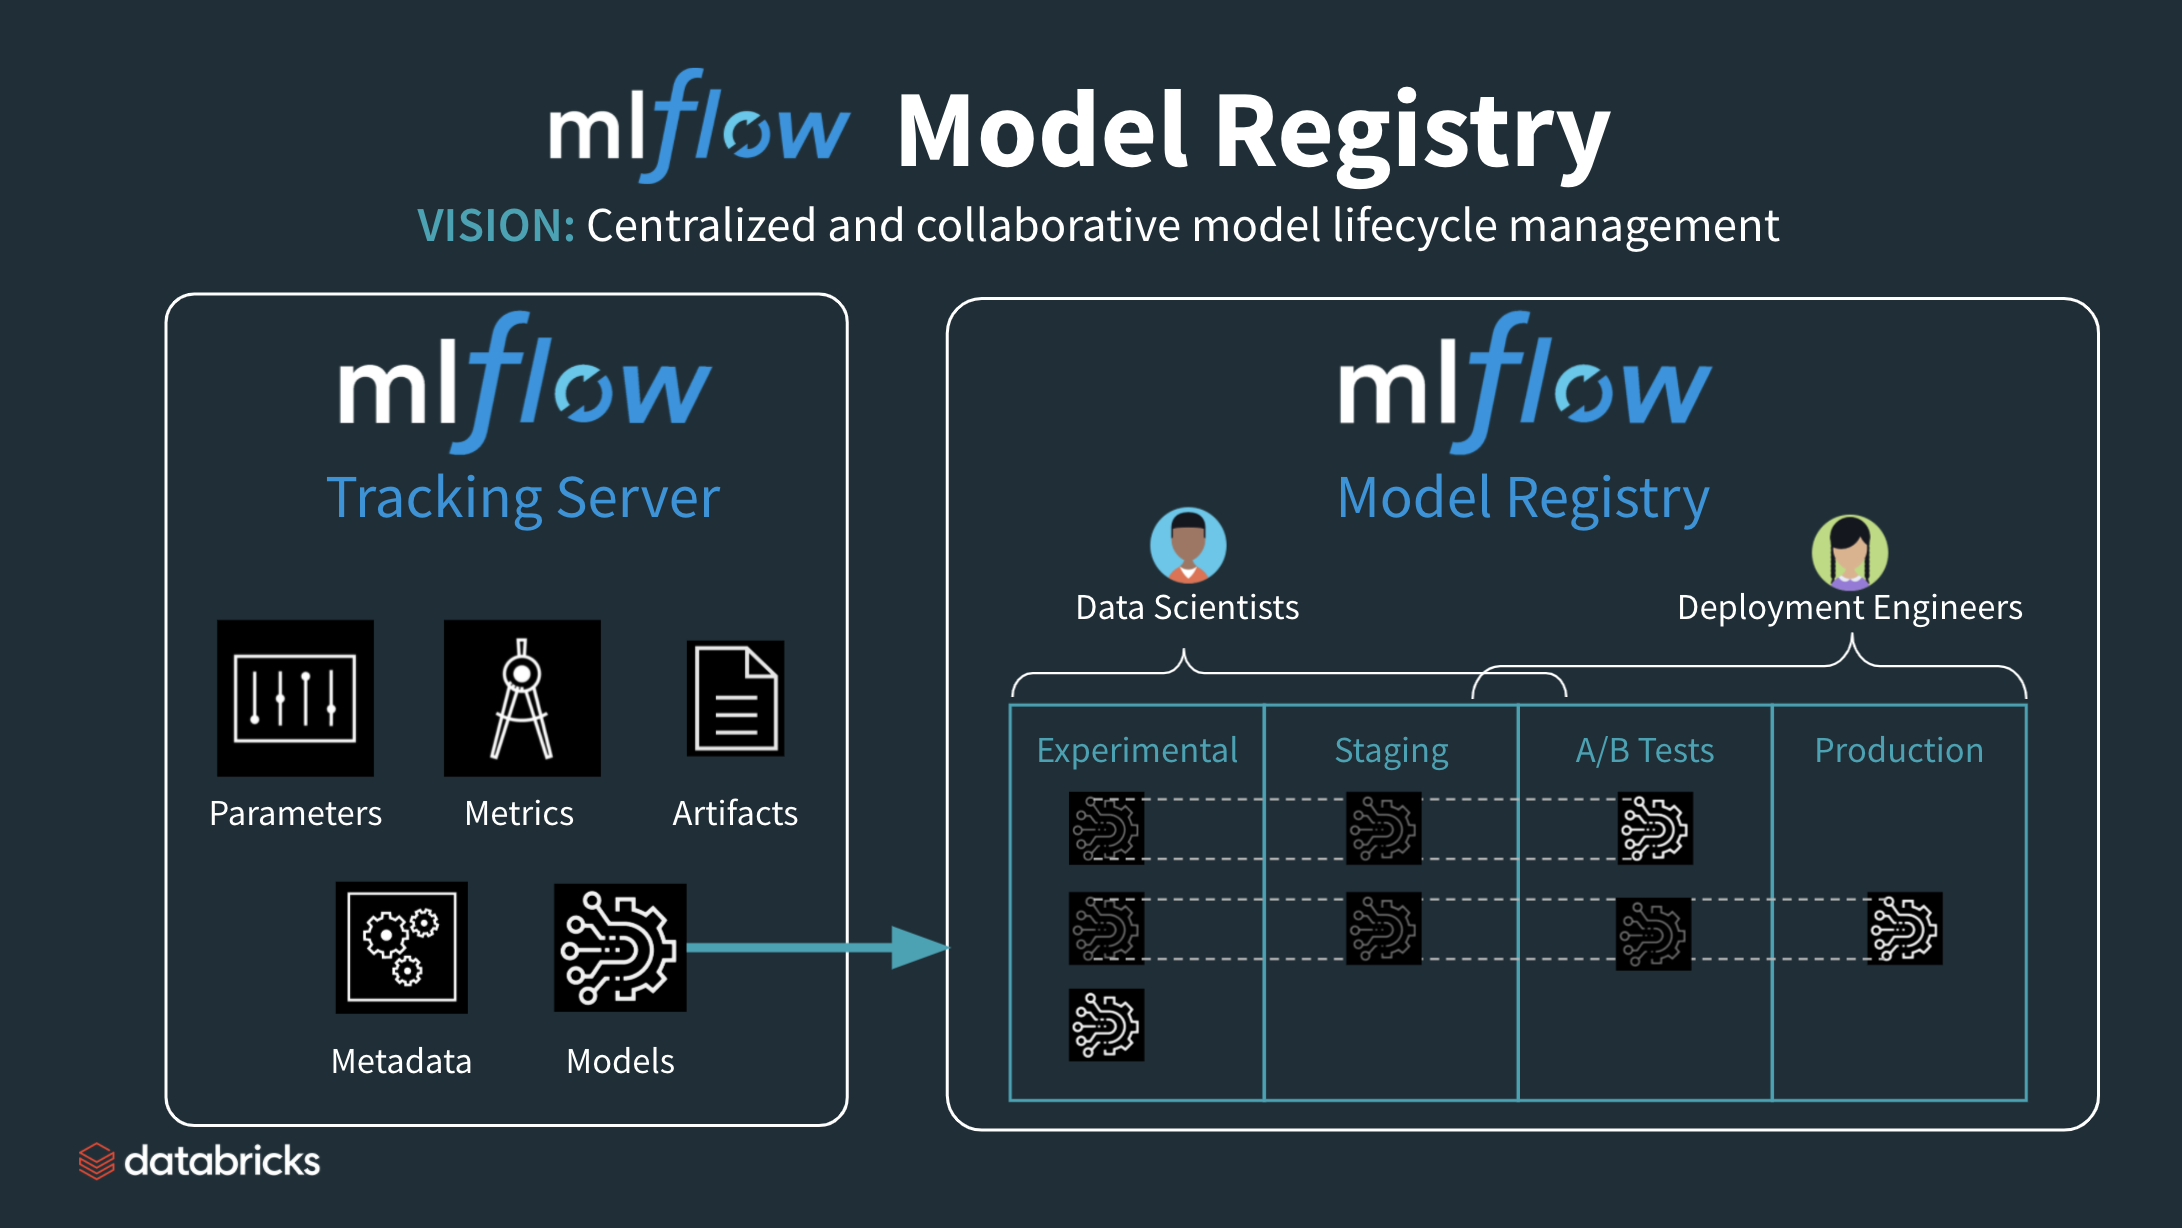 mlflow Model Registry
VISION: Centralized and collaborative model lifecycle management
mlflow
Tracking Server
Parameters
Metrics
Artifacts
Metadata
Models
mlflow
Model Registry
Data Scientists
Deployment Engineers
Experimental
Staging
A/B Tests
Production
databricks